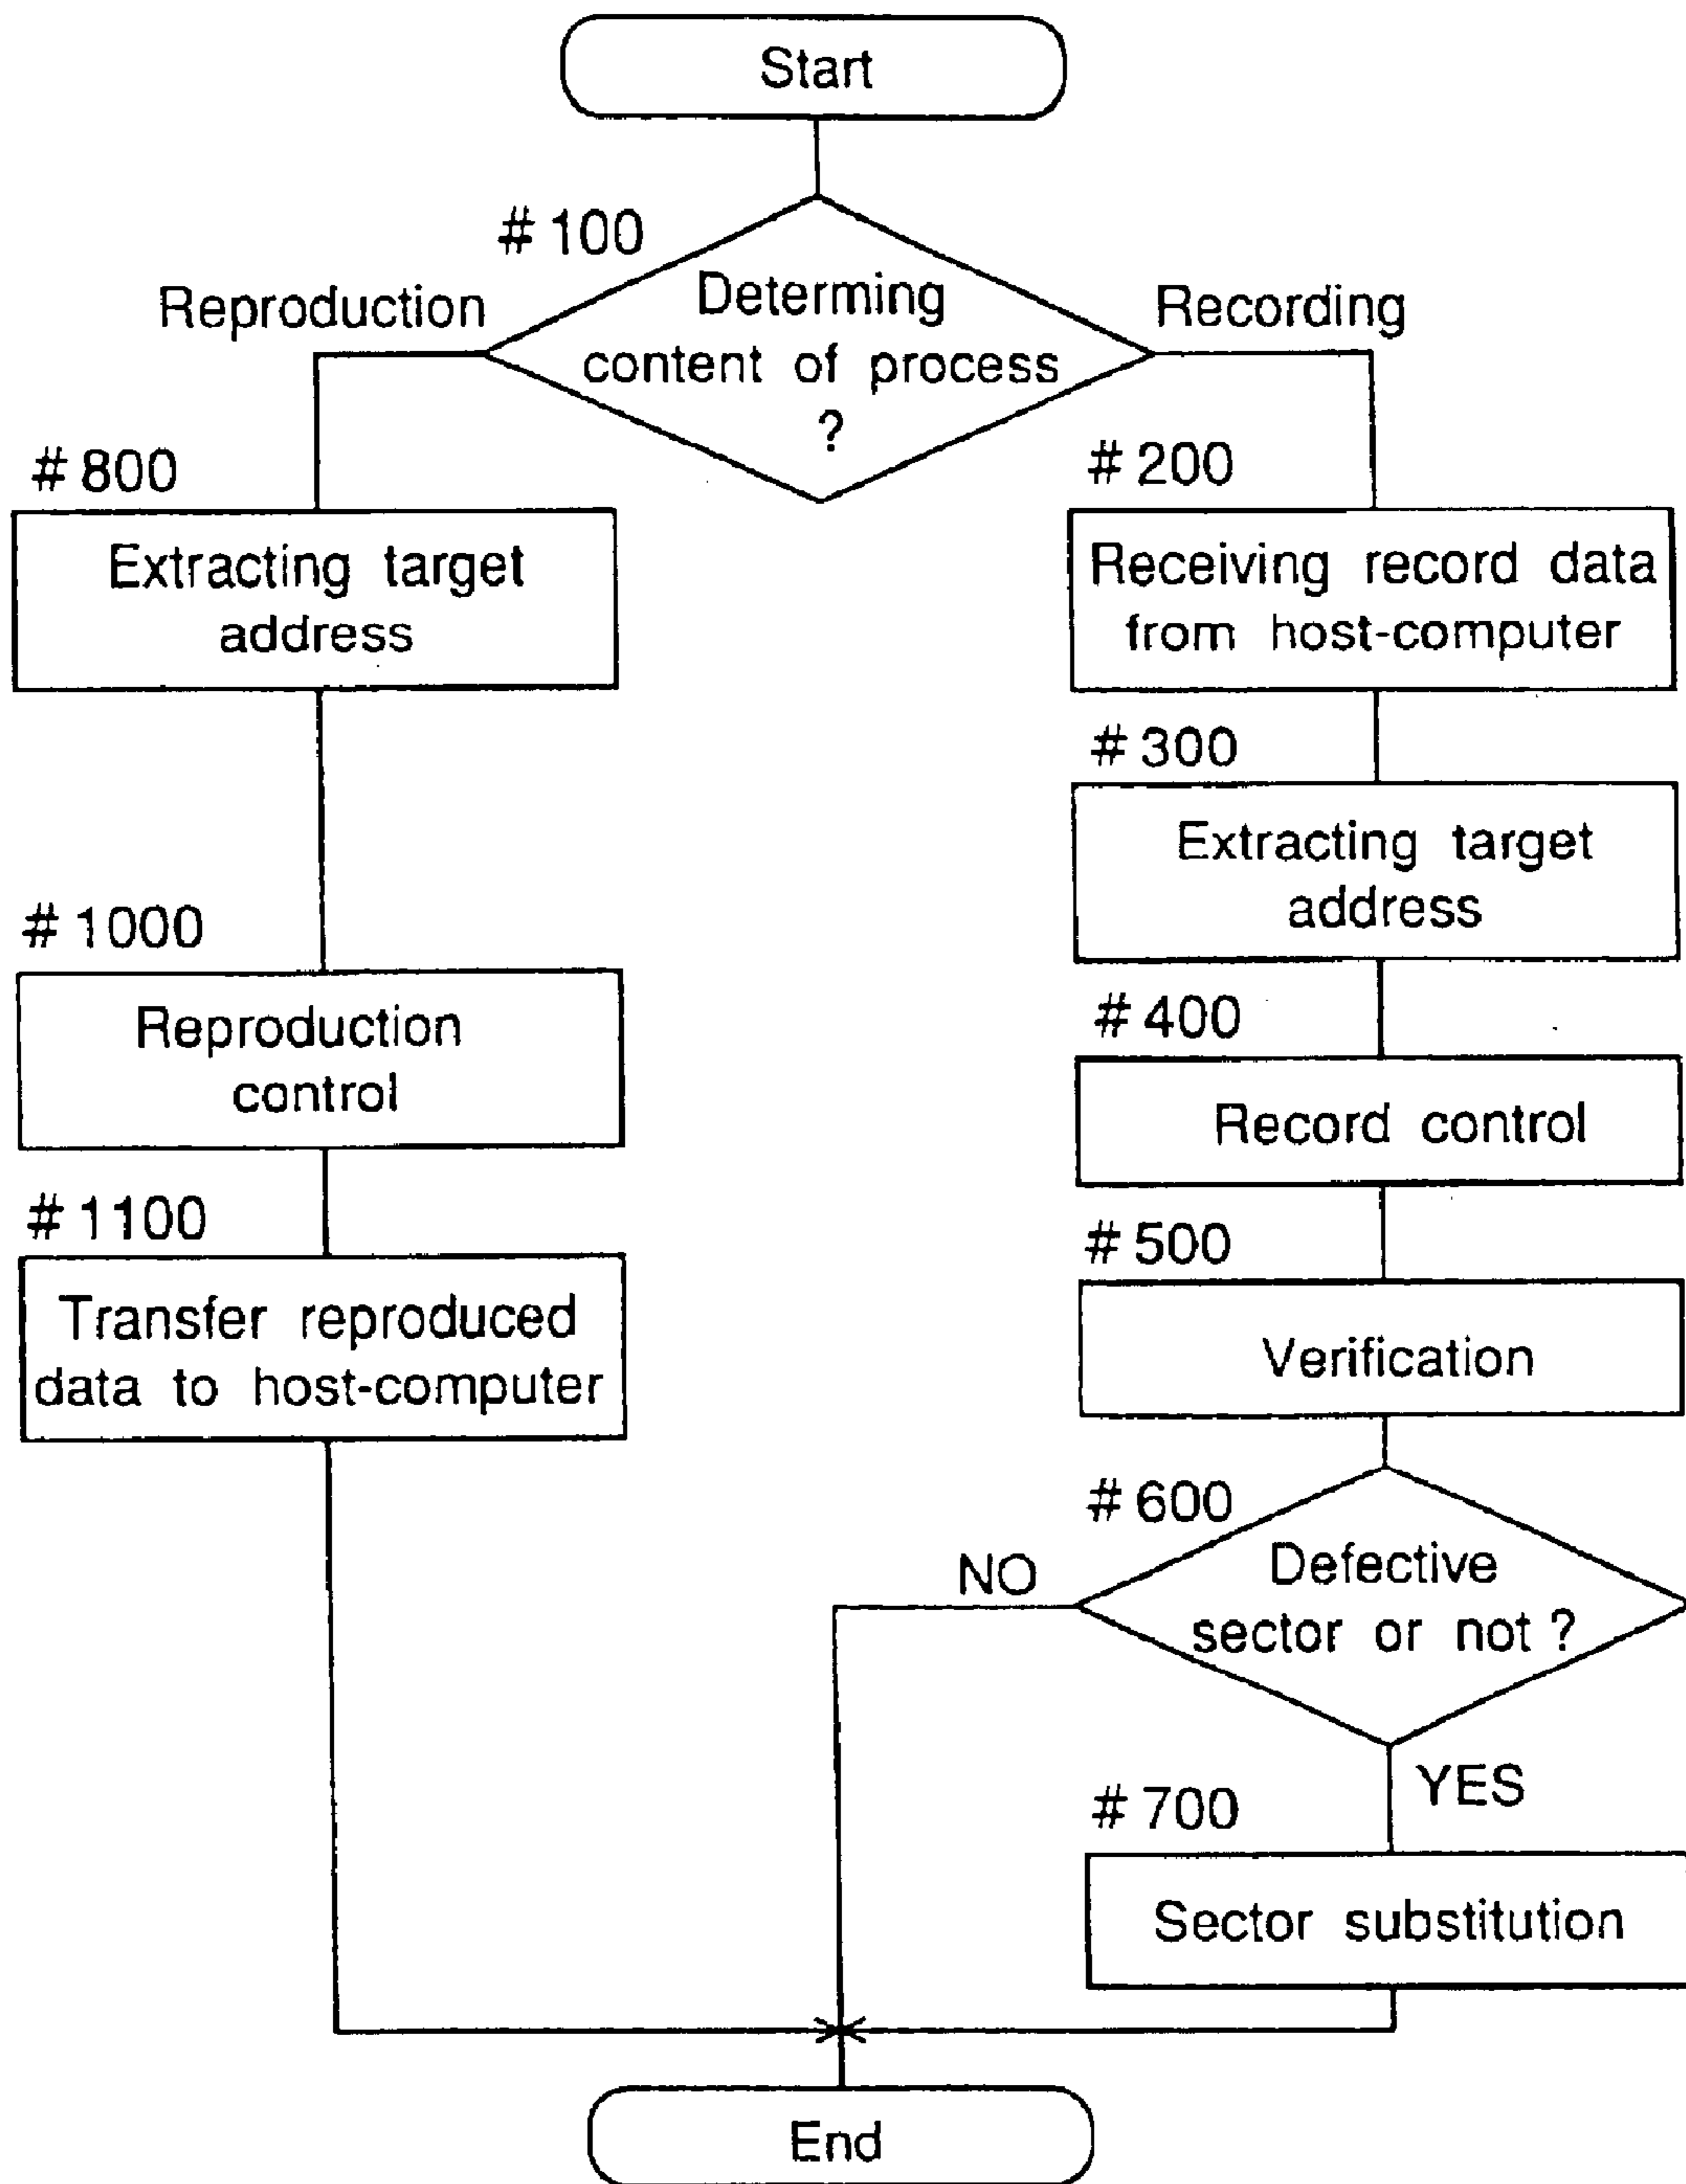 Start
# 100
Reproduction
Determing
content of process
?
Recording
# 800
Extracting target
address
# 1000
Reproduction
control
# 1100
Transfer reproduced
data to host-computer
# 200
Receiving record data
from host-computer
# 300
Extracting target
address
# 400
Record control
# 500
Verification
# 600
Defective
sector or not ?
NO
YES
# 700
Sector substitution
End